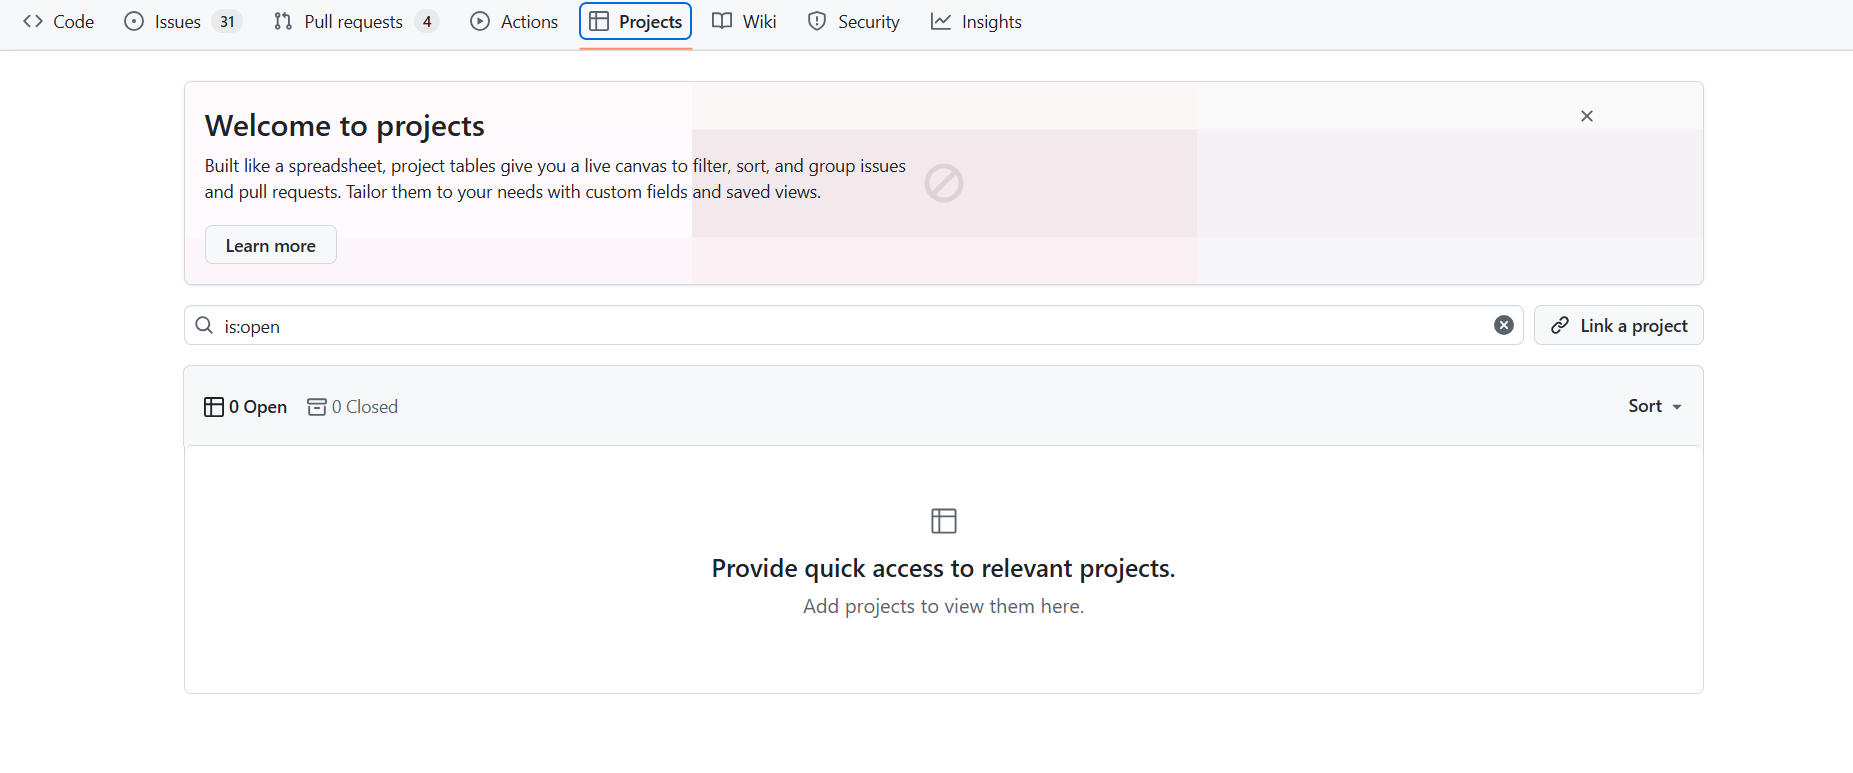 Code Issues 31 Pull requests 4 Actions Projects Wiki Security Insights
Welcome to projects
Built like a spreadsheet, project tables give you a live canvas to filter, sort, and group issues
and pull requests. Tailor them to your needs with custom fields and saved views.
Learn more
is:open
Link a project
0 Open 0 Closed
Sort
Provide quick access to relevant projects.
Add projects to view them here.